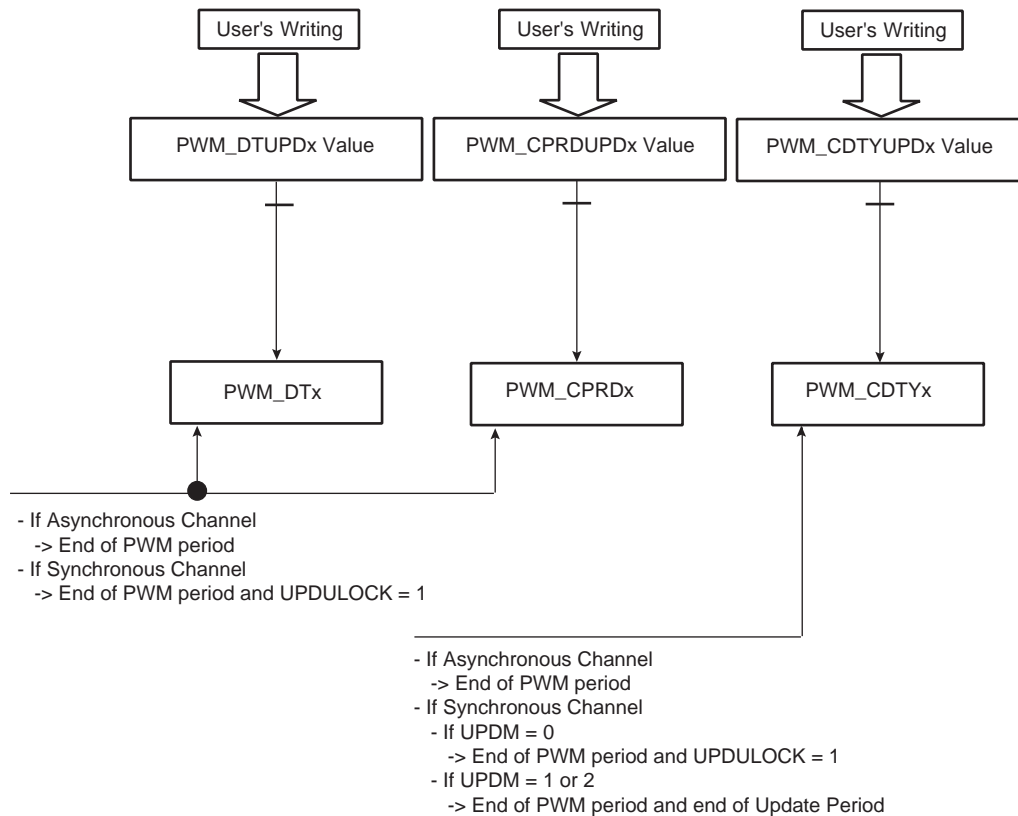 User's Writing
User's Writing
User's Writing
PWM_DTUPDx Value
PWM_CPRDUPDx Value
PWM_CDTYUPDx Value
PWM_DTx
PWM_CPRDx
PWM_CDTYx
- If Asynchronous Channel
-> End of PWM period
- If Synchronous Channel
-> End of PWM period and UPDULOCK = 1
- If Asynchronous Channel
-> End of PWM period
- If Synchronous Channel
- If UPDM = 0
-> End of PWM period and UPDULOCK = 1
- If UPDM = 1 or 2
-> End of PWM period and end of Update Period